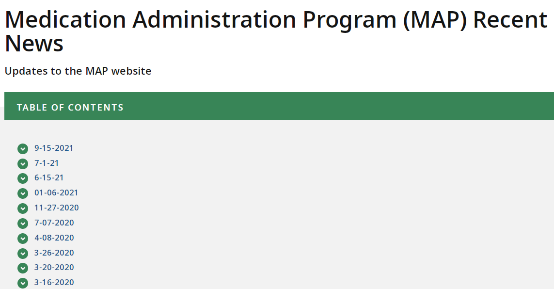 Medication Administration Program (MAP) Recent
News
Updates to the MAP website
TABLE OF CONTENTS
9-15-2021
7-1-21
6-15-21
01-06-2021
11-27-2020
7-07-2020
4-08-2020
3-26-2020
3-20-2020
3-16-2020